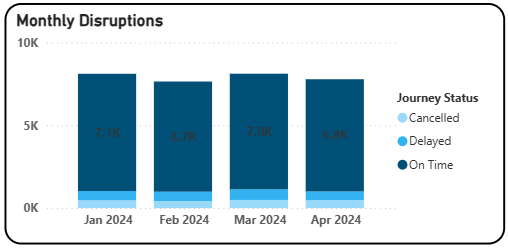 Monthly Disruptions
10K
5K
0K
7.1K
6.7K
7.0K
6.8K
Jan 2024
Feb 2024
Mar 2024
Apr 2024
Journey Status
Cancelled
Delayed
On Time